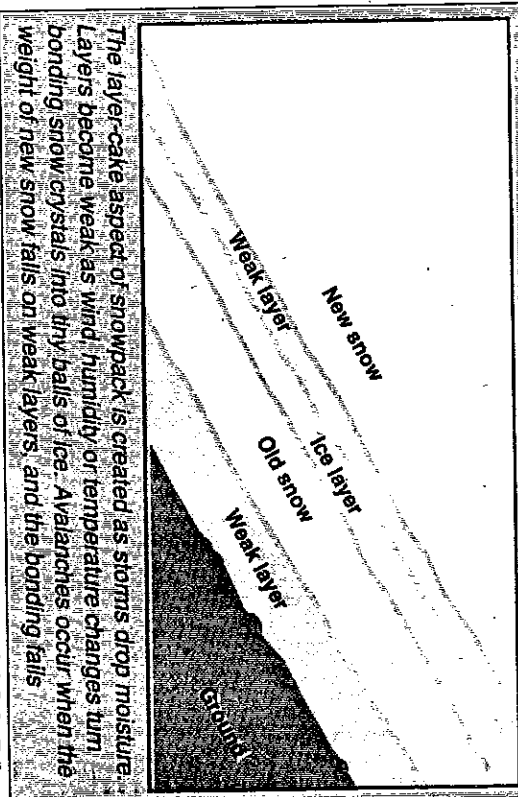 New snow
Weak layer
Ice layer
Old snow
Weak layer
Ground
The layer-cake aspect of snowpack is created as storms drop moisture.
Layers become weak as wind, humidity or temperature changes turn
bonding snow crystals into tiny balls of ice. Avalanches occur when the
weight of new snow falls on weak layers, and the bonding fails